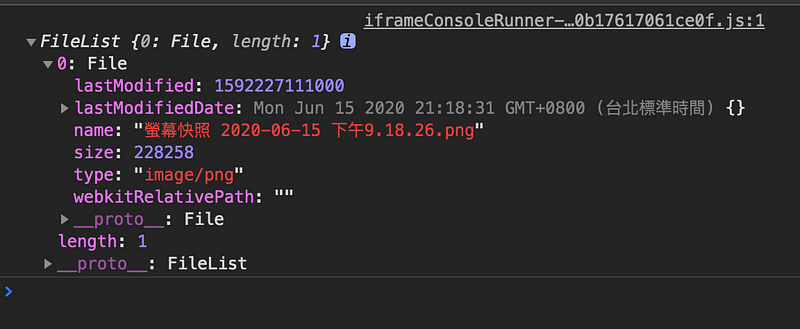 iframeConsoleRunner-…0b17617061ce0f.js:1
▼FileList {0: File, length: 1} i
▼0: File
lastModified: 1592227111000
▶lastModifiedDate: Mon Jun 15 2020 21:18:31 GMT+0800 (台北標準時間) {}
name: "螢幕快照 2020-06-15 下午9.18.26.png"
size: 228258
type: "image/png"
webkitRelativePath: ""
▶__proto__: File
length: 1
▶__proto__: FileList
>